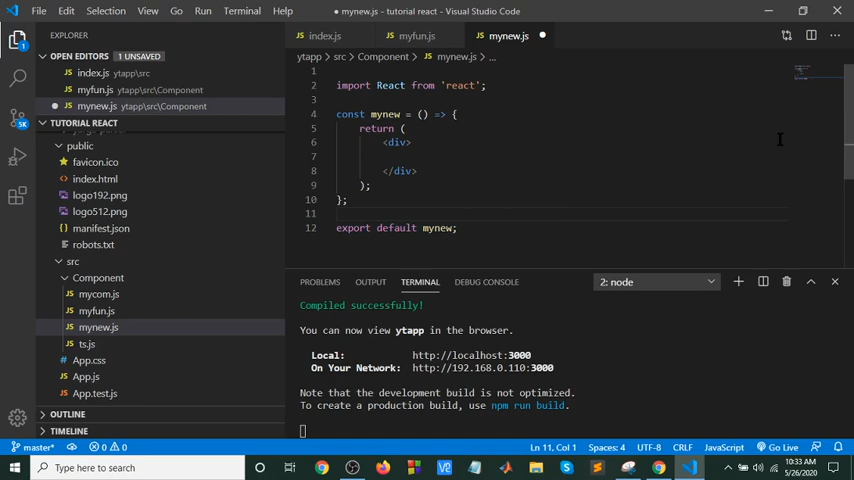 File Edit Selection View Go Run Terminal Help
● mynew.js - tutorial react - Visual Studio Code
EXPLORER
OPEN EDITORS 1 UNSAVED
JS index.js ytapp\src
JS myfun.js ytapp\src\Component
● JS mynew.js ytapp\src\Component
TUTORIAL REACT
public
favicon.ico
index.html
logo192.png
logo512.png
manifest.json
robots.txt
src
Component
JS mycom.js
JS myfun.js
JS mynew.js
JS ts.js
App.css
JS App.js
JS App.test.js
OUTLINE
TIMELINE
1
5K
JS index.js JS myfun.js JS mynew.js ●
ytapp > src > Component > JS mynew.js > ...
1
2 import React from 'react';
3
4 const mynew = () => {
5 return (
6 <div>
7
8 </div>
9 );
10 };
11
12 export default mynew;
PROBLEMS OUTPUT TERMINAL DEBUG CONSOLE 2: node
Compiled successfully!
You can now view ytapp in the browser.
Local: http://localhost:3000
On Your Network: http://192.168.0.110:3000
Note that the development build is not optimized.
To create a production build, use npm run build.
master* 0 0 Ln 11, Col 1 Spaces: 4 UTF-8 CRLF JavaScript Go Live
Type here to search
10:33 AM
5/26/2020